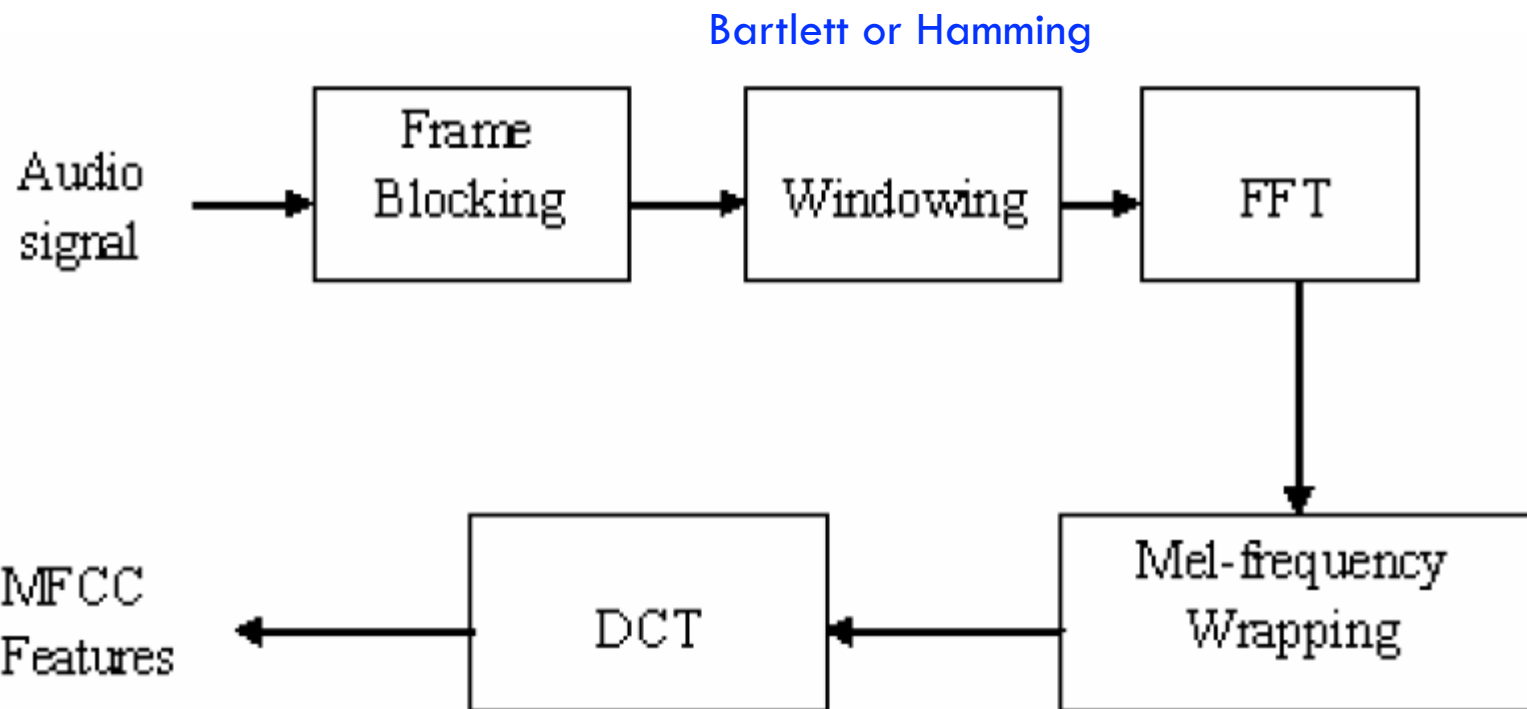 Bartlett or Hamming
Audio
signal
Frame
Blocking
Windowing
FFT
Mel-frequency
Wrapping
DCT
MFCC
Features